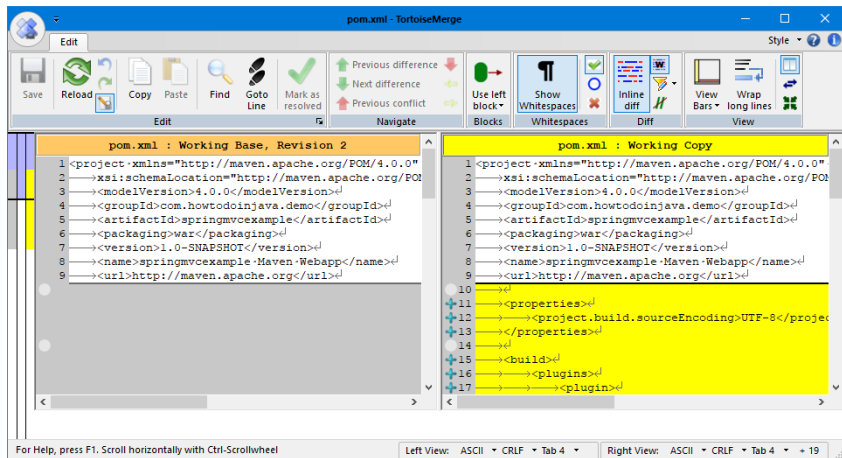 pom.xml - TortoiseMerge
Edit
Style
Save
Reload
Copy
Paste
Find
Goto Line
Mark as resolved
Edit
Previous difference
Next difference
Previous conflict
Navigate
Use left block
Blocks
Show Whitespaces
Whitespaces
Inline diff
Diff
View Bars
Wrap long lines
View
pom.xml : Working Base, Revision 2
1 <project·xmlns="http://maven.apache.org/POM/4.0.0"
2 →xsi:schemaLocation="http://maven.apache.org/POM
3 →<modelVersion>4.0.0</modelVersion>↵
4 →<groupId>com.howtodoinjava.demo</groupId>↵
5 →<artifactId>springmvcexample</artifactId>↵
6 →<packaging>war</packaging>↵
7 →<version>1.0-SNAPSHOT</version>↵
8 →<name>springmvcexample·Maven·Webapp</name>↵
9 →<url>http://maven.apache.org</url>↵
pom.xml : Working Copy
1 <project·xmlns="http://maven.apache.org/POM/4.0.0"
2 →xsi:schemaLocation="http://maven.apache.org/POM
3 →<modelVersion>4.0.0</modelVersion>↵
4 →<groupId>com.howtodoinjava.demo</groupId>↵
5 →<artifactId>springmvcexample</artifactId>↵
6 →<packaging>war</packaging>↵
7 →<version>1.0-SNAPSHOT</version>↵
8 →<name>springmvcexample·Maven·Webapp</name>↵
9 →<url>http://maven.apache.org</url>↵
10 →↵
11 →<properties>↵
12 →→<project.build.sourceEncoding>UTF-8</projec
13 →</properties>↵
14 →↵
15 →<build>↵
16 →→<plugins>↵
17 →→→<plugin>↵
For Help, press F1. Scroll horizontally with Ctrl-Scrollwheel
Left View: ASCII CRLF Tab 4
Right View: ASCII CRLF Tab 4 + 19